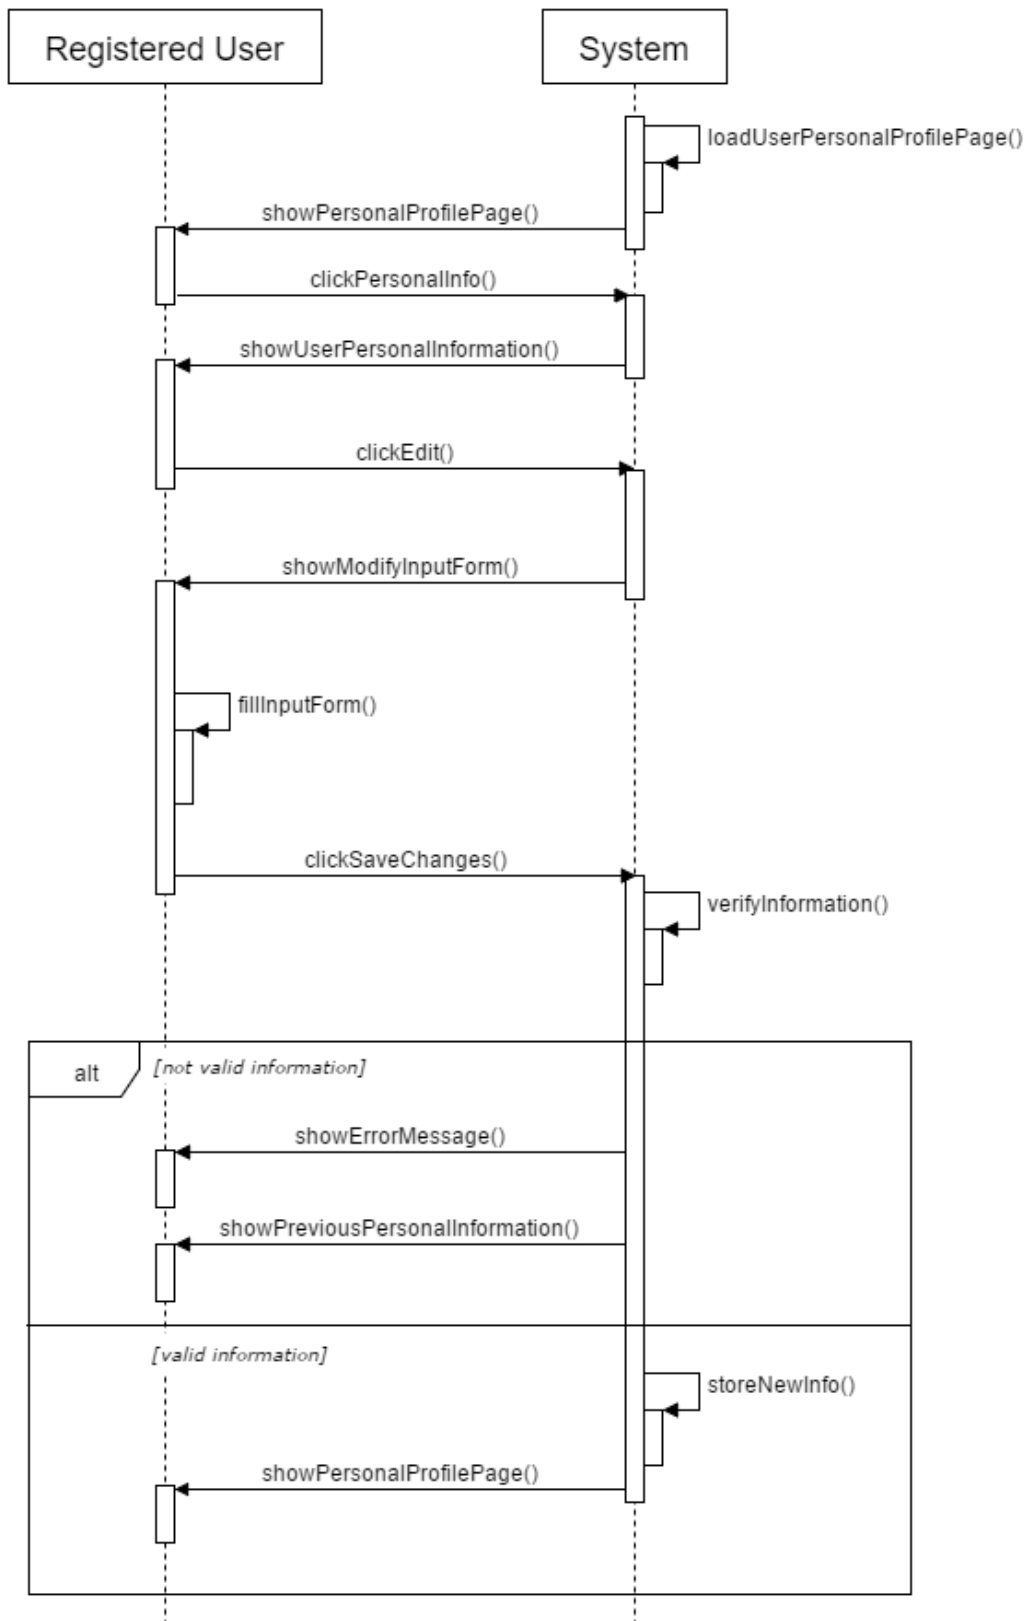 Registered User
System
loadUserPersonalProfilePage()
showPersonalProfilePage()
clickPersonalInfo()
showUserPersonalInformation()
clickEdit()
showModifyInputForm()
fillInputForm()
clickSaveChanges()
verifyInformation()
alt
[not valid information]
showErrorMessage()
showPreviousPersonalInformation()
[valid information]
storeNewInfo()
showPersonalProfilePage()